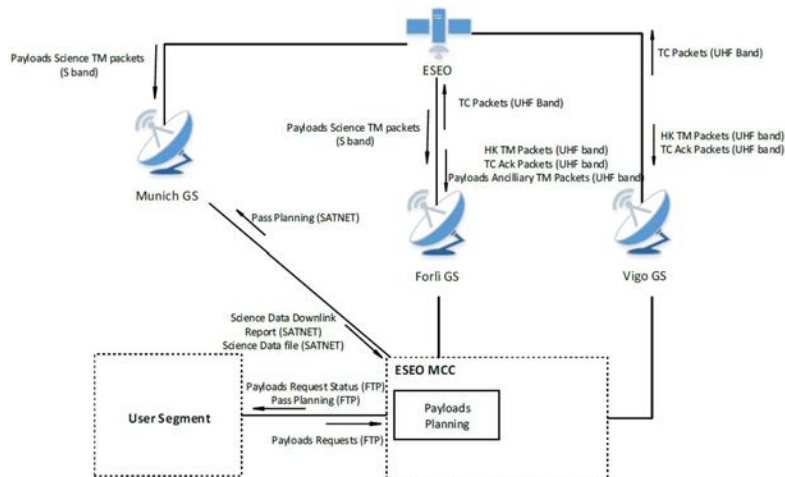 Payloads Science TM packets
(S band)
ESEO
TC Packets (UHF Band)
TC Packets (UHF Band)
Payloads Science TM packets
(S band)
HK TM Packets (UHF band)
TC Ack Packets (UHF band)
Payloads Ancilliary TM Packets (UHF band)
HK TM Packets (UHF band)
TC Ack Packets (UHF band)
Munich GS
Pass Planning (SATNET)
Forlì GS
Vigo GS
Science Data Downlink
Report (SATNET)
Science Data file (SATNET)
ESEO MCC
Payloads Request Status (FTP)
Pass Planning (FTP)
User Segment
Payloads
Planning
Payloads Requests (FTP)